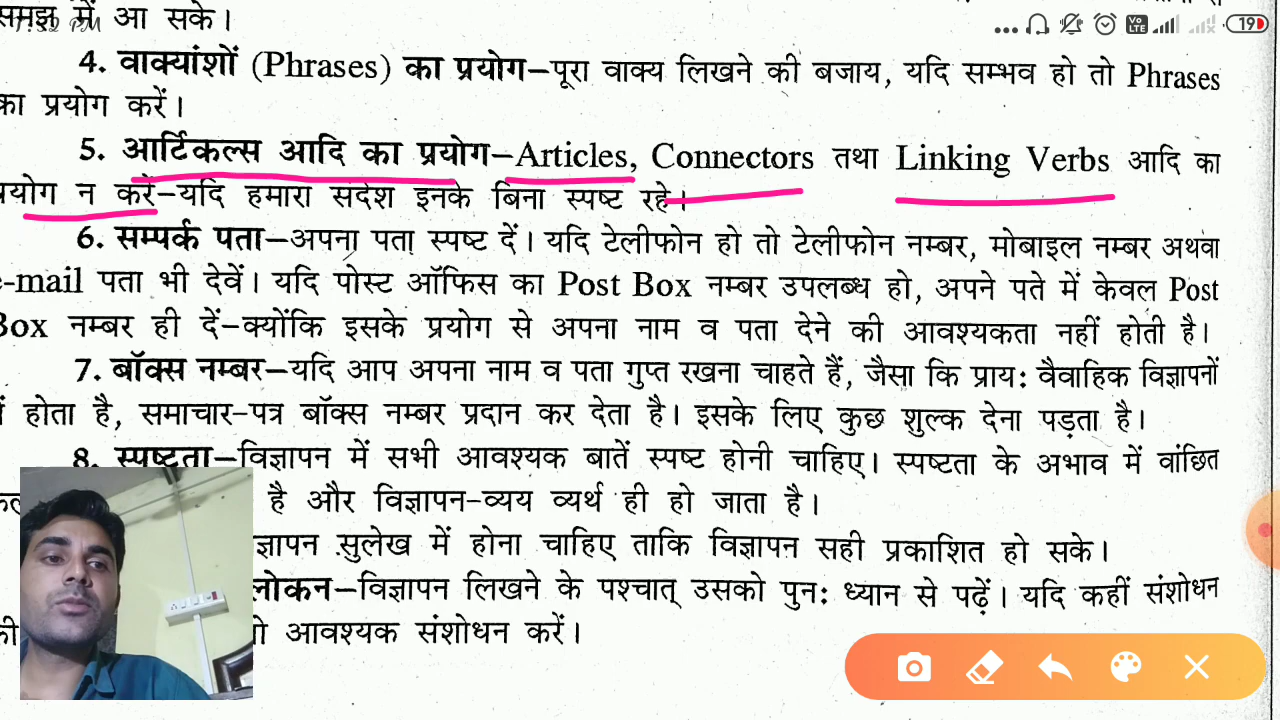 समझ में आ सके।
7:52 PM
Vo LTE 19
4. वाक्यांशों (Phrases) का प्रयोग–पूरा वाक्य लिखने की बजाय, यदि सम्भव हो तो Phrases
का प्रयोग करें।
5. आर्टिकल्स आदि का प्रयोग–Articles, Connectors तथा Linking Verbs आदि का
प्रयोग न करें–यदि हमारा संदेश इनके बिना स्पष्ट रहे।
6. सम्पर्क पता–अपना पता स्पष्ट दें। यदि टेलीफोन हो तो टेलीफोन नम्बर, मोबाइल नम्बर अथवा
e-mail पता भी देवें। यदि पोस्ट ऑफिस का Post Box नम्बर उपलब्ध हो, अपने पते में केवल Post
Box नम्बर ही दें–क्योंकि इसके प्रयोग से अपना नाम व पता देने की आवश्यकता नहीं होती है।
7. बॉक्स नम्बर–यदि आप अपना नाम व पता गुप्त रखना चाहते हैं, जैसा कि प्राय: वैवाहिक विज्ञापनों
में होता है, समाचार-पत्र बॉक्स नम्बर प्रदान कर देता है। इसके लिए कुछ शुल्क देना पड़ता है।
8. स्पष्टता–विज्ञापन में सभी आवश्यक बातें स्पष्ट होनी चाहिए। स्पष्टता के अभाव में वांछित
है और विज्ञापन-व्यय व्यर्थ ही हो जाता है।
ज्ञापन सुलेख में होना चाहिए ताकि विज्ञापन सही प्रकाशित हो सके।
लोकन–विज्ञापन लिखने के पश्चात् उसको पुन: ध्यान से पढ़ें। यदि कहीं संशोधन
की आवश्यक संशोधन करें।